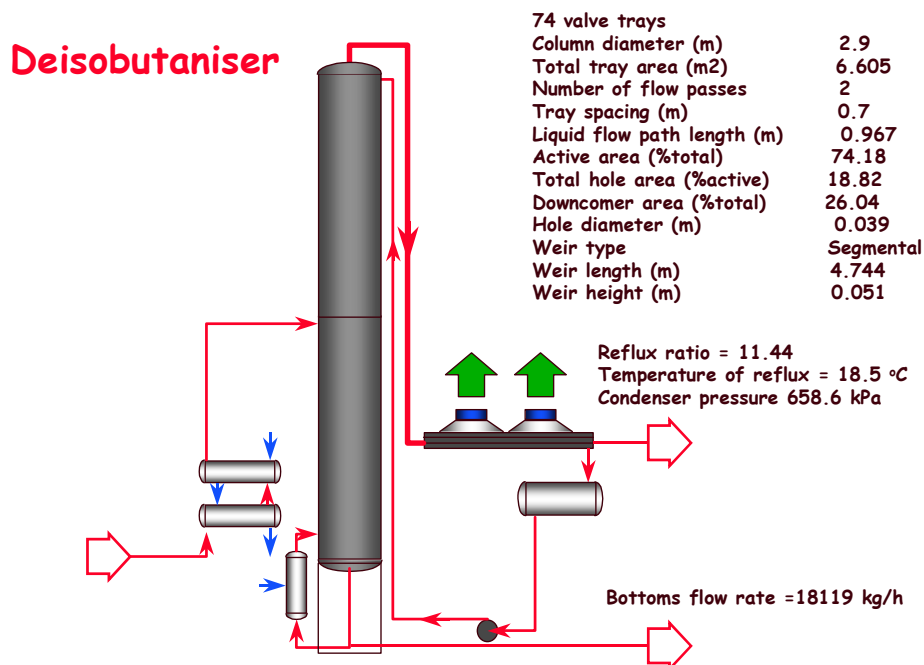 Deisobutaniser
74 valve trays
Column diameter (m) 2.9
Total tray area (m2) 6.605
Number of flow passes 2
Tray spacing (m) 0.7
Liquid flow path length (m) 0.967
Active area (%total) 74.18
Total hole area (%active) 18.82
Downcomer area (%total) 26.04
Hole diameter (m) 0.039
Weir type Segmental
Weir length (m) 4.744
Weir height (m) 0.051
Reflux ratio = 11.44
Temperature of reflux = 18.5 ºC
Condenser pressure 658.6 kPa
Bottoms flow rate =18119 kg/h